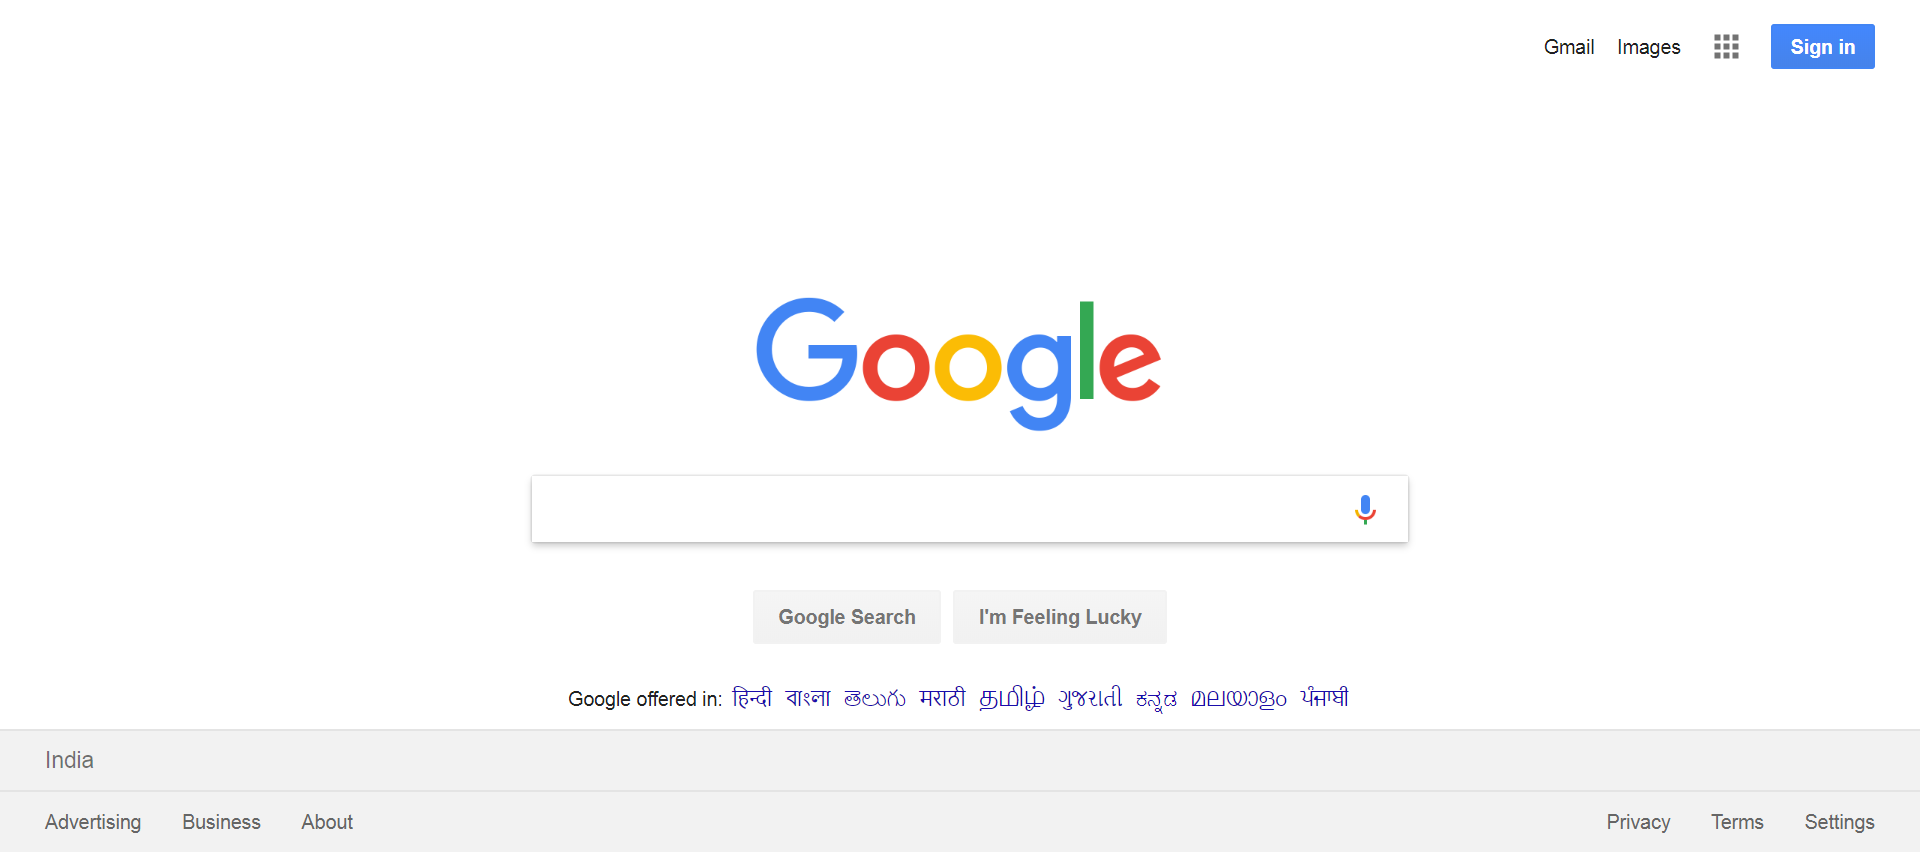 Gmail Images Sign in
Google
Google Search I'm Feeling Lucky
Google offered in: हिन्दी বাংলা తెలుగు मराठी தமிழ் ગુજરાતી ಕನ್ನಡ മലയാളം ਪੰਜਾਬੀ
India
Advertising Business About Privacy Terms Settings